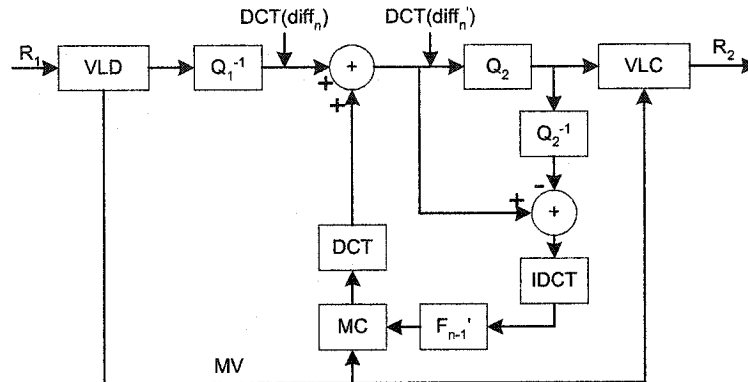 DCT(diffₙ)
DCT(diffₙ')
R₁
VLD
Q₁⁻¹
+
+
+
Q₂
VLC
R₂
Q₂⁻¹
-
+
+
DCT
IDCT
MC
Fₙ₋₁'
MV